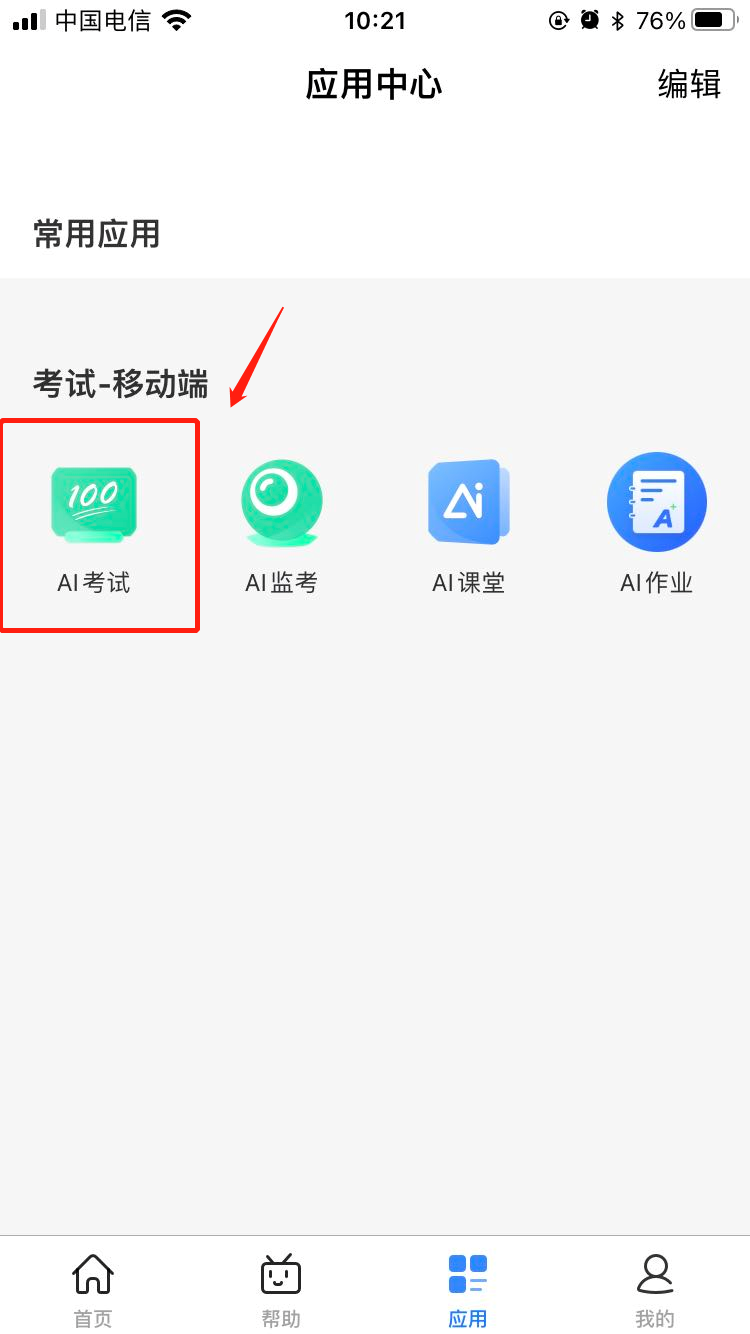 中国电信 10:21 76%
应用中心 编辑
常用应用
考试-移动端
100 Ai A+
AI考试 AI监考 AI课堂 AI作业
首页 帮助 应用 我的